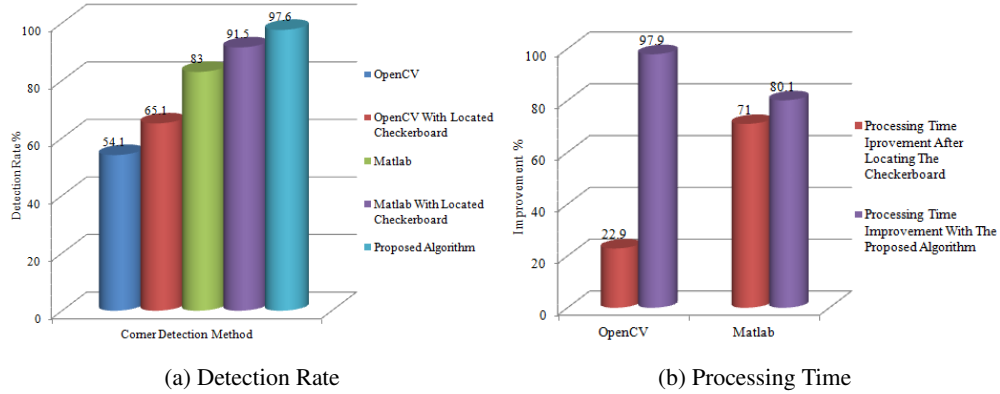 100
80
60
40
20
0
Detection Rate%
54.1
65.1
83
91.5
97.6
Corner Detection Method
OpenCV
OpenCV With Located
Checkerboard
Matlab
Matlab With Located
Checkerboard
Proposed Algorithm
(a) Detection Rate
100
80
60
40
20
0
Improvement %
22.9
97.9
71
80.1
OpenCV
Matlab
Processing Time
Iprovement After
Locating The
Checkerboard
Processing Time
Improvement With The
Proposed Algorithm
(b) Processing Time